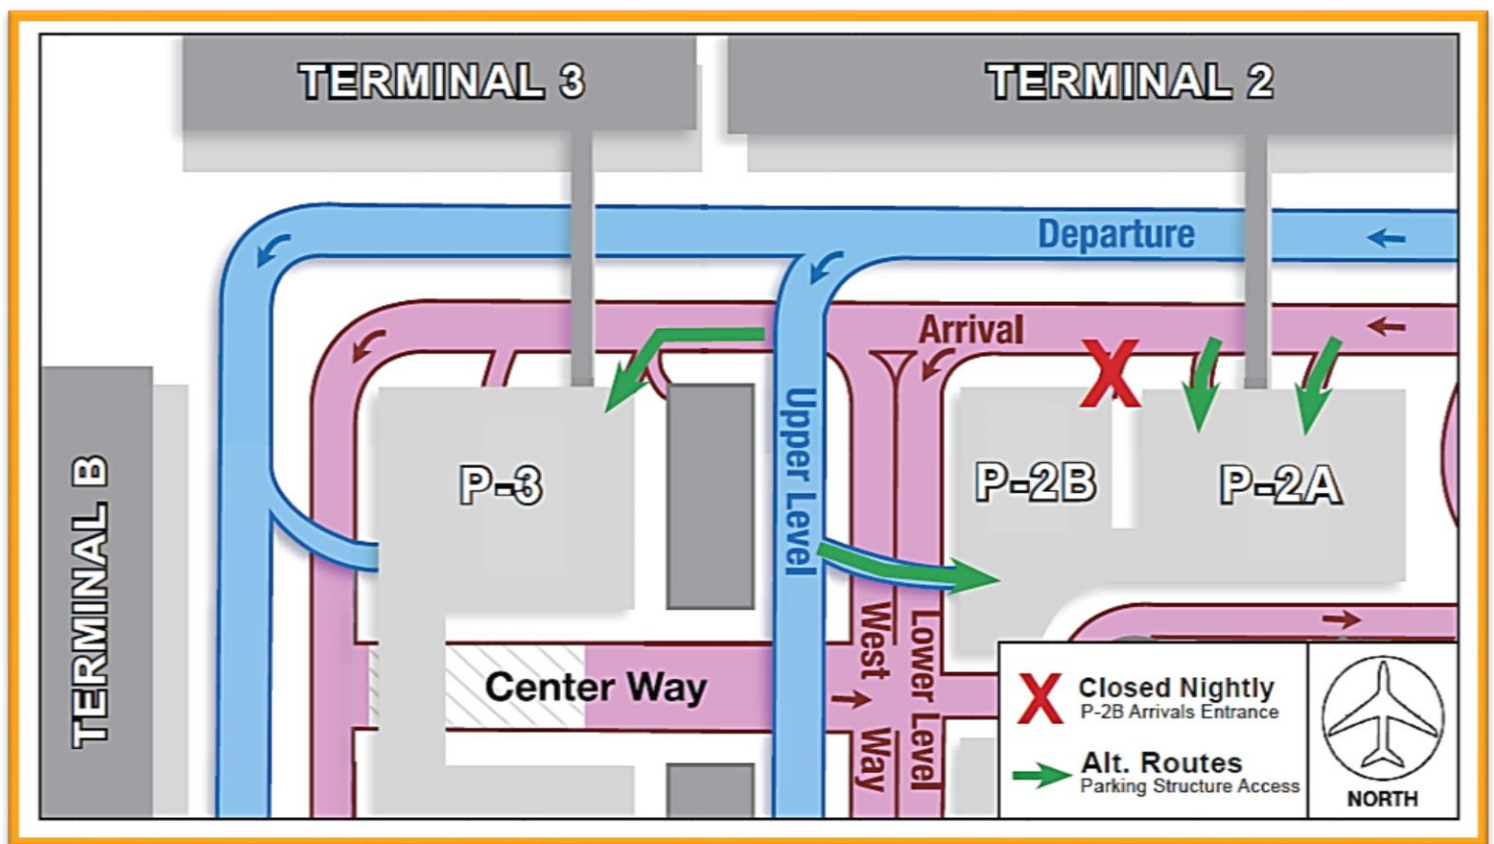 TERMINAL 3
TERMINAL 2
Departure
Arrival
X
Upper Level
P-3
P-2B
P-2A
TERMINAL B
West Way
Lower Level
Center Way
X
Closed Nightly
P-2B Arrivals Entrance
Alt. Routes
Parking Structure Access
NORTH